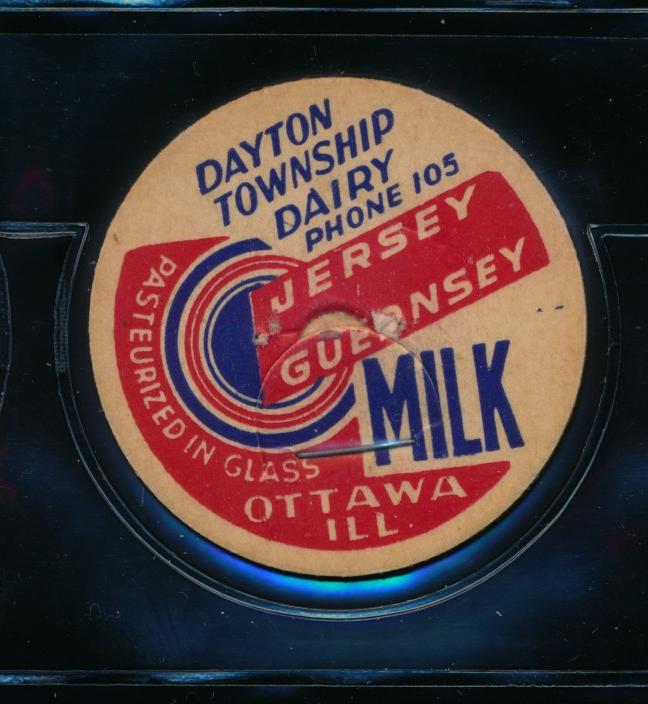 DAYTON
TOWNSHIP
DAIRY
PHONE 105
JERSEY
GUERNSEY
MILK
PASTEURIZED IN GLASS
OTTAWA
ILL.